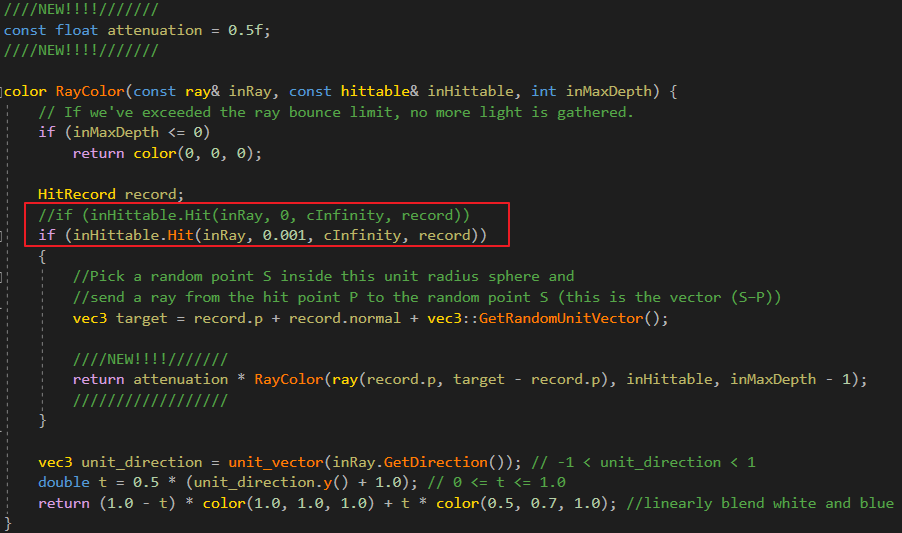 ////NEW!!!!///////
const float attenuation = 0.5f;
////NEW!!!!///////
color RayColor(const ray& inRay, const hittable& inHittable, int inMaxDepth) {
// If we've exceeded the ray bounce limit, no more light is gathered.
if (inMaxDepth <= 0)
return color(0, 0, 0);
HitRecord record;
//if (inHittable.Hit(inRay, 0, cInfinity, record))
if (inHittable.Hit(inRay, 0.001, cInfinity, record))
{
//Pick a random point S inside this unit radius sphere and
//send a ray from the hit point P to the random point S (this is the vector (S−P))
vec3 target = record.p + record.normal + vec3::GetRandomUnitVector();
////NEW!!!!///////
return attenuation * RayColor(ray(record.p, target - record.p), inHittable, inMaxDepth - 1);
//////////////////
}
vec3 unit_direction = unit_vector(inRay.GetDirection()); // -1 < unit_direction < 1
double t = 0.5 * (unit_direction.y() + 1.0); // 0 <= t <= 1.0
return (1.0 - t) * color(1.0, 1.0, 1.0) + t * color(0.5, 0.7, 1.0); //linearly blend white and blue
}